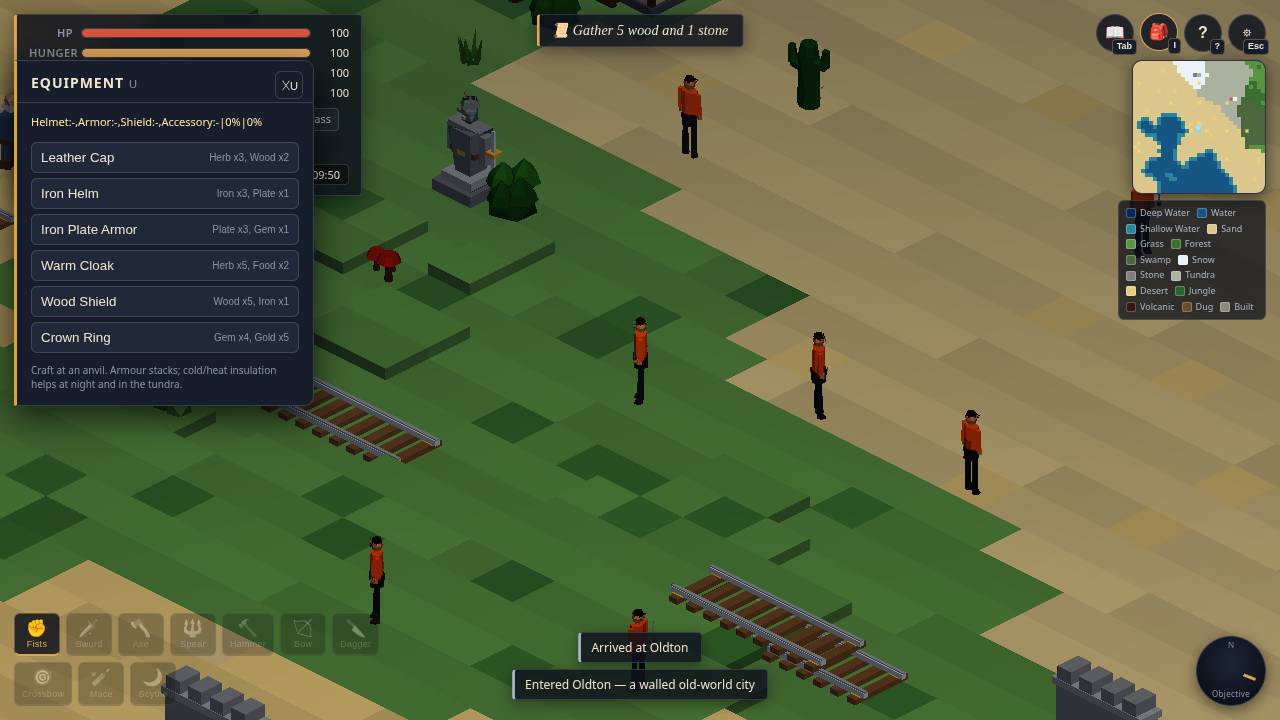 HP 100
HUNGER 100
100
100
ass
09:50
EQUIPMENT U
XU
Helmet:-,Armor:-,Shield:-,Accessory:-|0%|0%
Leather Cap Herb x3, Wood x2
Iron Helm Iron x3, Plate x1
Iron Plate Armor Plate x3, Gem x1
Warm Cloak Herb x5, Food x2
Wood Shield Wood x5, Iron x1
Crown Ring Gem x4, Gold x5
Craft at an anvil. Armour stacks; cold/heat insulation
helps at night and in the tundra.
Gather 5 wood and 1 stone
Tab I ? ? Esc
Deep Water Water
Shallow Water Sand
Grass Forest
Swamp Snow
Stone Tundra
Desert Jungle
Volcanic Dug Built
Fists Sword Axe Spear Hammer Bow Dagger
Crossbow Mace Scythe
Arrived at Oldton
Entered Oldton — a walled old-world city
N
Objective